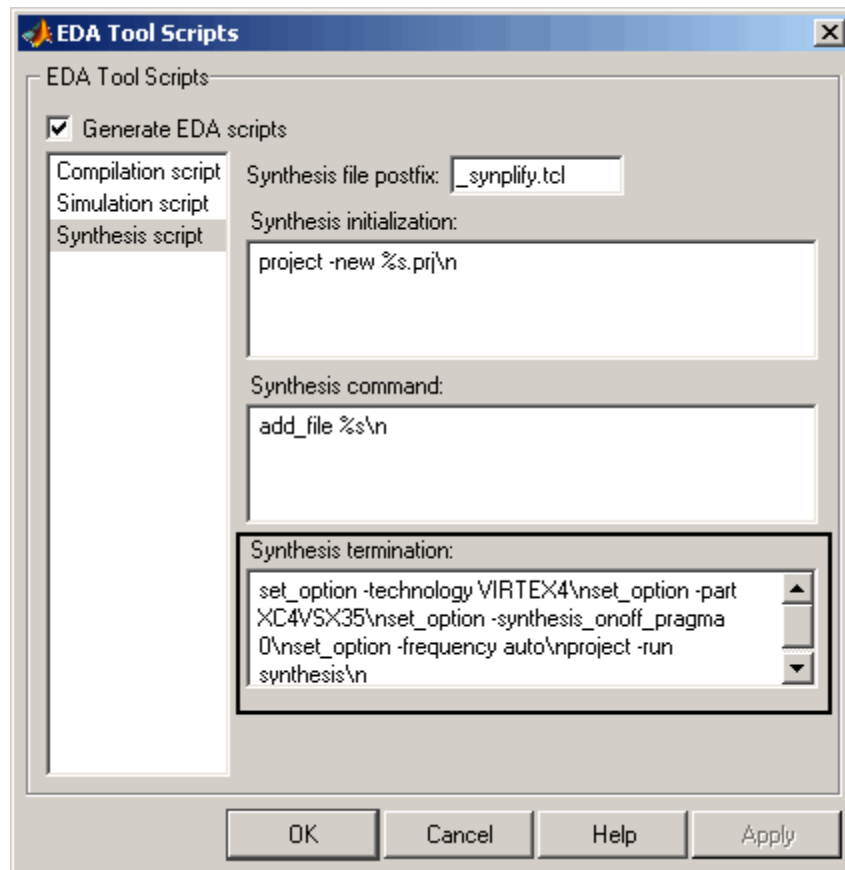 EDA Tool Scripts
EDA Tool Scripts
Generate EDA scripts
Compilation script
Simulation script
Synthesis script
Synthesis file postfix: _synplify.tcl
Synthesis initialization:
project -new %s.prj\n
Synthesis command:
add_file %s\n
Synthesis termination:
set_option -technology VIRTEX4\nset_option -part
XC4VSX35\nset_option -synthesis_onoff_pragma
0\nset_option -frequency auto\nproject -run
synthesis\n
OK Cancel Help Apply